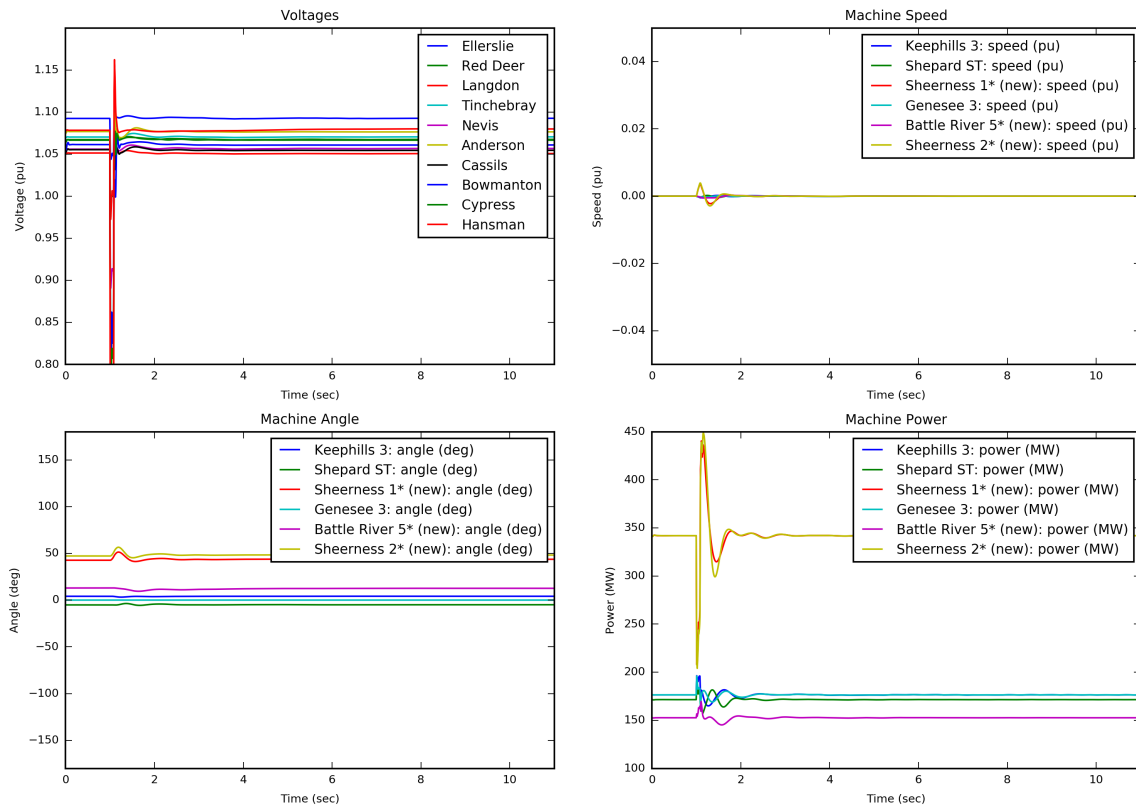 Voltages
Voltage (pu)
1.15
1.10
1.05
1.00
0.95
0.90
0.85
0.80
0 2 4 6 8 10
Time (sec)
Ellerslie
Red Deer
Langdon
Tinchebray
Nevis
Anderson
Cassils
Bowmanton
Cypress
Hansman
Machine Speed
Speed (pu)
0.04
0.02
0.00
−0.02
−0.04
0 2 4 6 8 10
Time (sec)
Keephills 3: speed (pu)
Shepard ST: speed (pu)
Sheerness 1* (new): speed (pu)
Genesee 3: speed (pu)
Battle River 5* (new): speed (pu)
Sheerness 2* (new): speed (pu)
Machine Angle
Angle (deg)
150
100
50
0
−50
−100
−150
0 2 4 6 8 10
Time (sec)
Keephills 3: angle (deg)
Shepard ST: angle (deg)
Sheerness 1* (new): angle (deg)
Genesee 3: angle (deg)
Battle River 5* (new): angle (deg)
Sheerness 2* (new): angle (deg)
Machine Power
Power (MW)
450
400
350
300
250
200
150
100
0 2 4 6 8 10
Time (sec)
Keephills 3: power (MW)
Shepard ST: power (MW)
Sheerness 1* (new): power (MW)
Genesee 3: power (MW)
Battle River 5* (new): power (MW)
Sheerness 2* (new): power (MW)